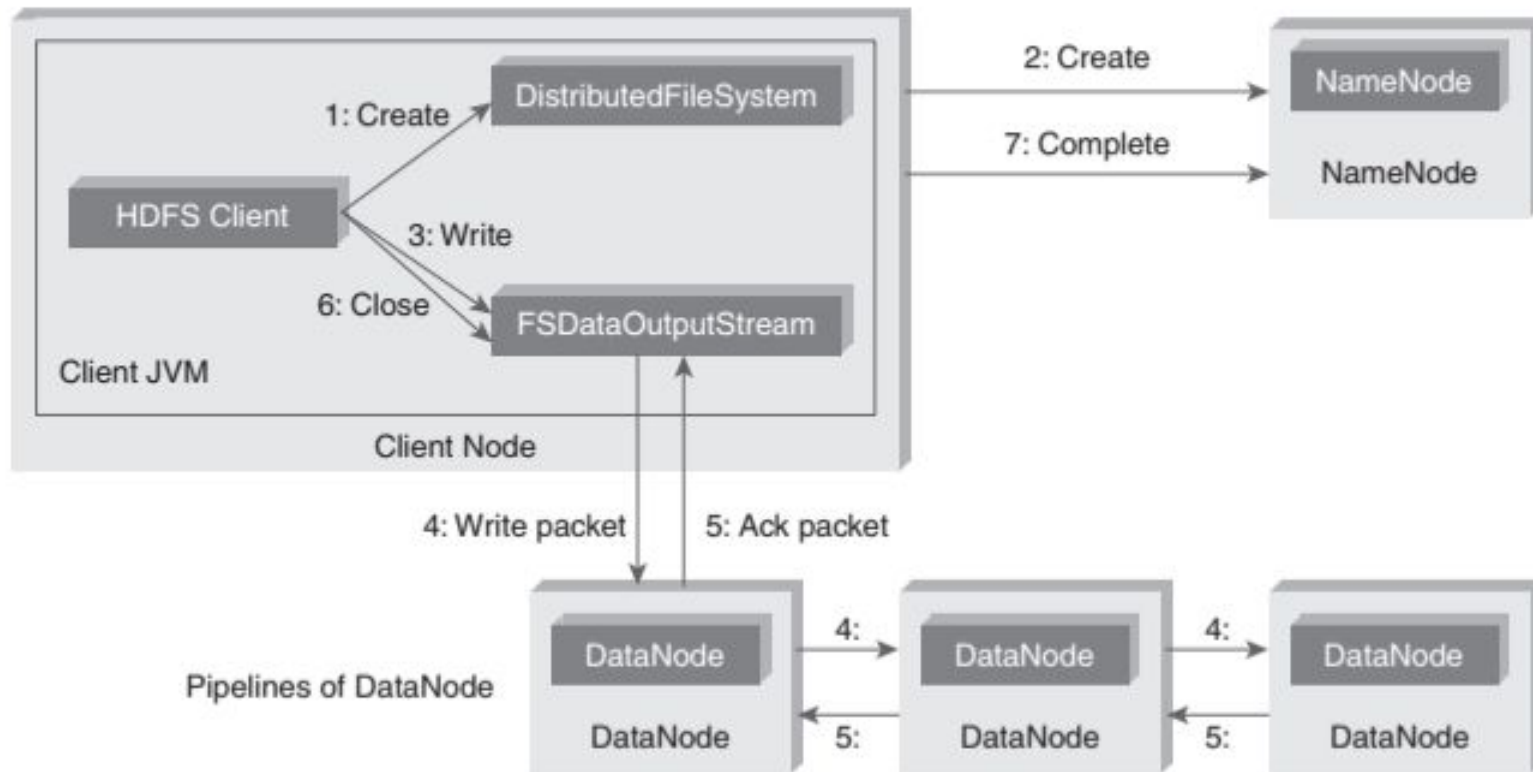 DistributedFileSystem
1: Create
HDFS Client
3: Write
6: Close
FSDataOutputStream
Client JVM
Client Node
2: Create
7: Complete
NameNode
NameNode
4: Write packet
5: Ack packet
Pipelines of DataNode
DataNode
DataNode
4:
5:
DataNode
DataNode
4:
5:
DataNode
DataNode